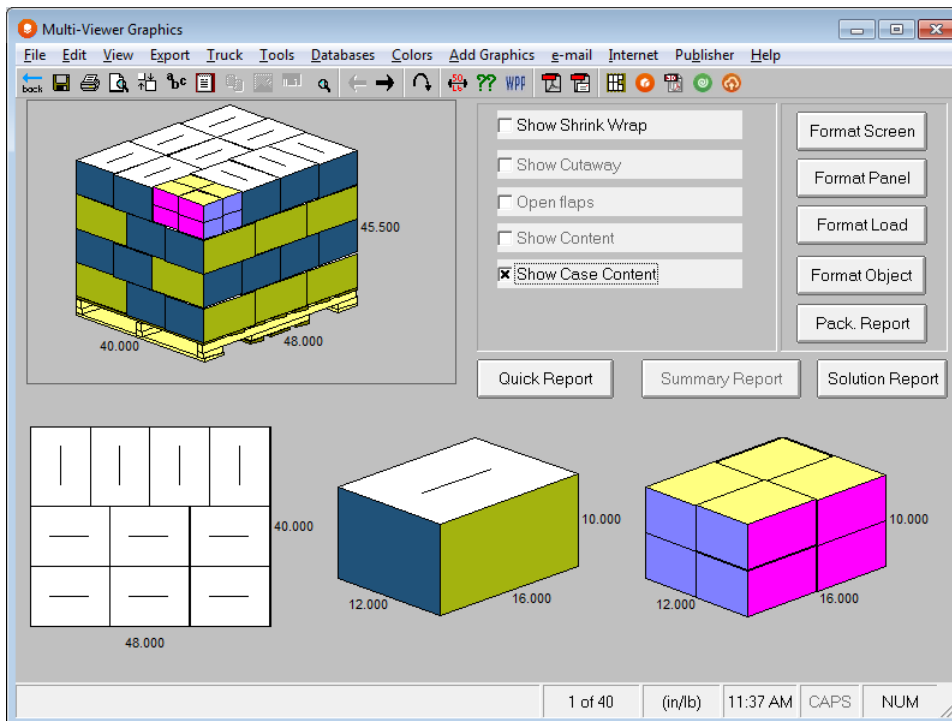 Multi-Viewer Graphics
File Edit View Export Truck Tools Databases Colors Add Graphics e-mail Internet Publisher Help
back abc 50 LG ?? WPF
Show Shrink Wrap
Show Cutaway
Open flaps
Show Content
Show Case Content
Format Screen
Format Panel
Format Load
Format Object
Pack. Report
45.500
40.000
48.000
Quick Report Summary Report Solution Report
40.000
48.000
10.000
12.000
16.000
10.000
12.000
16.000
1 of 40 (in/lb) 11:37 AM CAPS NUM